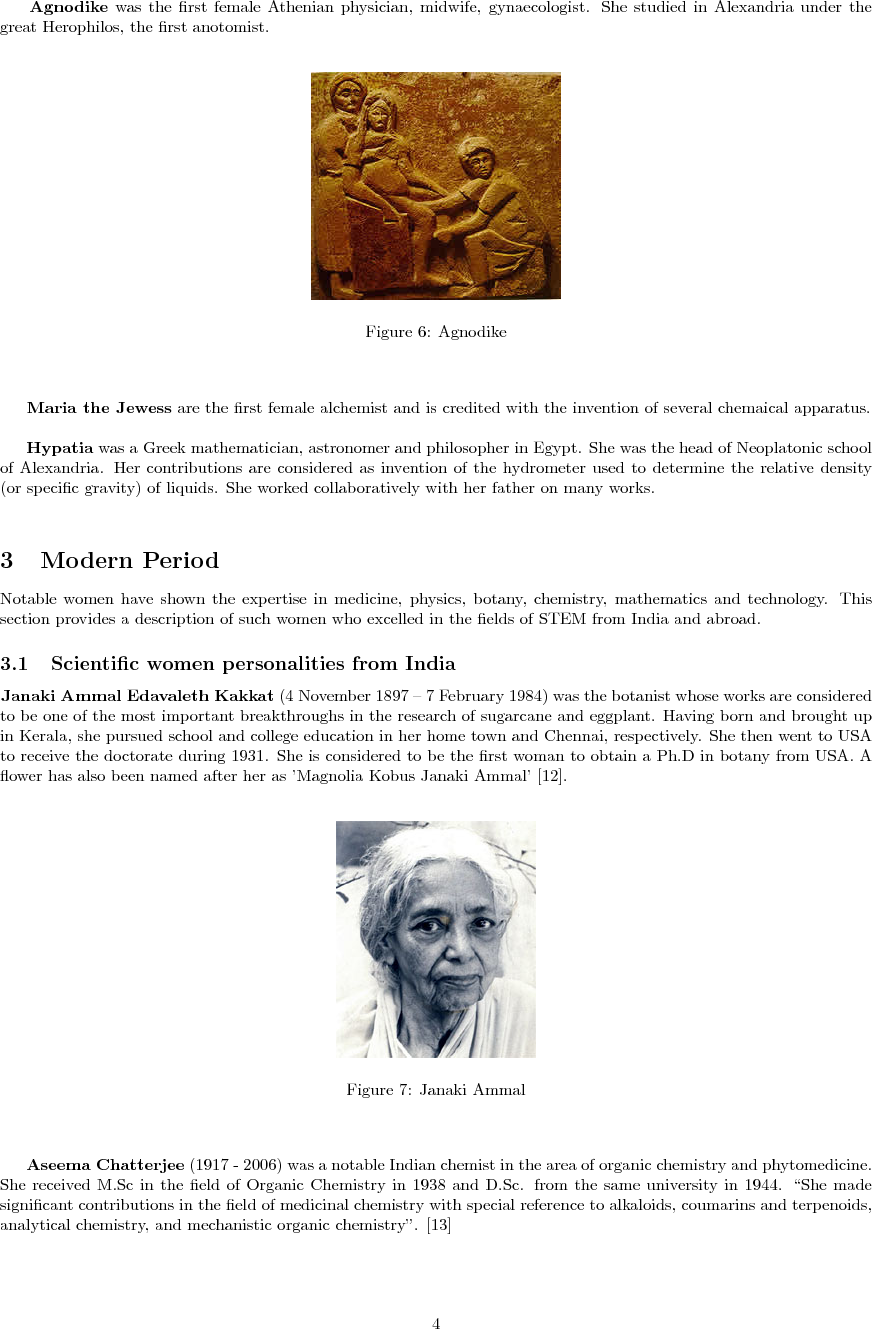 Agnodike was the first female Athenian physician, midwife, gynaecologist. She studied in Alexandria under the
great Herophilos, the first anotomist.
Figure 6: Agnodike
Maria the Jewess are the first female alchemist and is credited with the invention of several chemaical apparatus.
Hypatia was a Greek mathematician, astronomer and philosopher in Egypt. She was the head of Neoplatonic school
of Alexandria. Her contributions are considered as invention of the hydrometer used to determine the relative density
(or specific gravity) of liquids. She worked collaboratively with her father on many works.
3 Modern Period
Notable women have shown the expertise in medicine, physics, botany, chemistry, mathematics and technology. This
section provides a description of such women who excelled in the fields of STEM from India and abroad.
3.1 Scientific women personalities from India
Janaki Ammal Edavaleth Kakkat (4 November 1897 – 7 February 1984) was the botanist whose works are considered
to be one of the most important breakthroughs in the research of sugarcane and eggplant. Having born and brought up
in Kerala, she pursued school and college education in her home town and Chennai, respectively. She then went to USA
to receive the doctorate during 1931. She is considered to be the first woman to obtain a Ph.D in botany from USA. A
flower has also been named after her as ’Magnolia Kobus Janaki Ammal’ [12].
Figure 7: Janaki Ammal
Aseema Chatterjee (1917 - 2006) was a notable Indian chemist in the area of organic chemistry and phytomedicine.
She received M.Sc in the field of Organic Chemistry in 1938 and D.Sc. from the same university in 1944. “She made
significant contributions in the field of medicinal chemistry with special reference to alkaloids, coumarins and terpenoids,
analytical chemistry, and mechanistic organic chemistry”. [13]
4